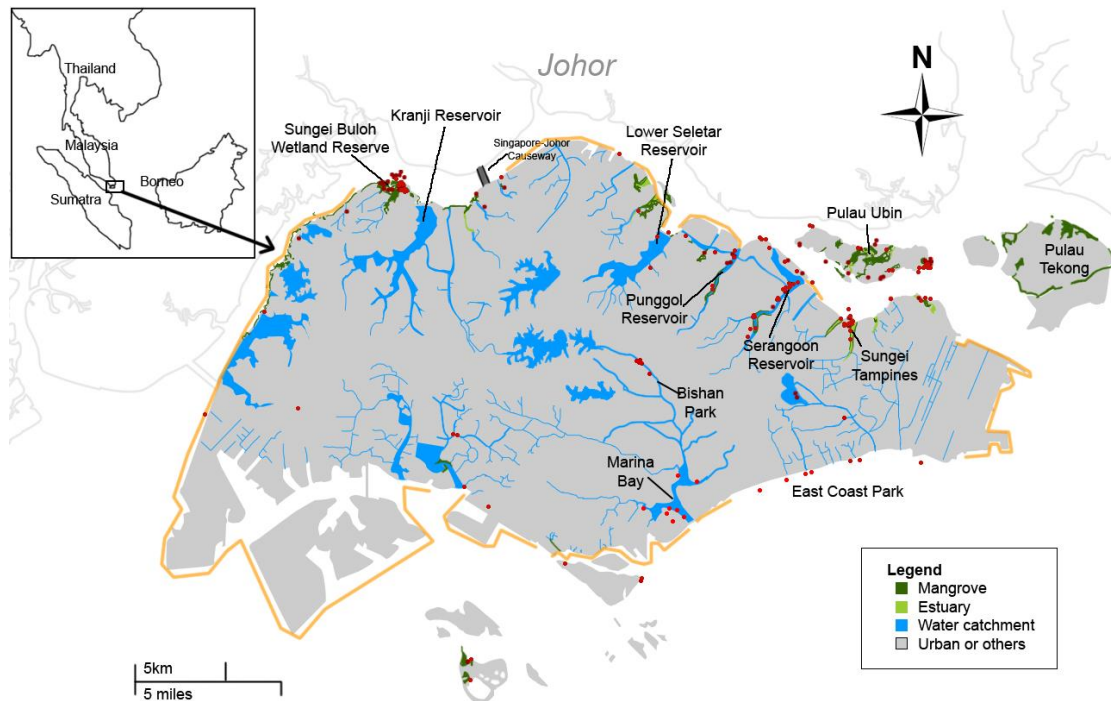 Thailand
Malaysia
Borneo
Sumatra
Johor
N
Kranji Reservoir
Sungei Buloh
Wetland Reserve
Singapore-Johor
Causeway
Lower Seletar
Reservoir
Pulau Ubin
Pulau
Tekong
Punggol
Reservoir
Serangoon
Reservoir
Sungei
Tampines
Bishan
Park
Marina
Bay
East Coast Park
Legend
Mangrove
Estuary
Water catchment
Urban or others
5km
5 miles